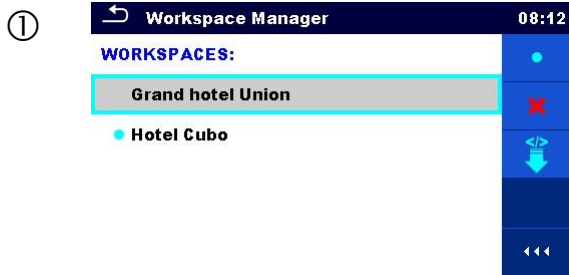 ①
Workspace Manager 08:12
WORKSPACES:
Grand hotel Union
Hotel Cubo
</>